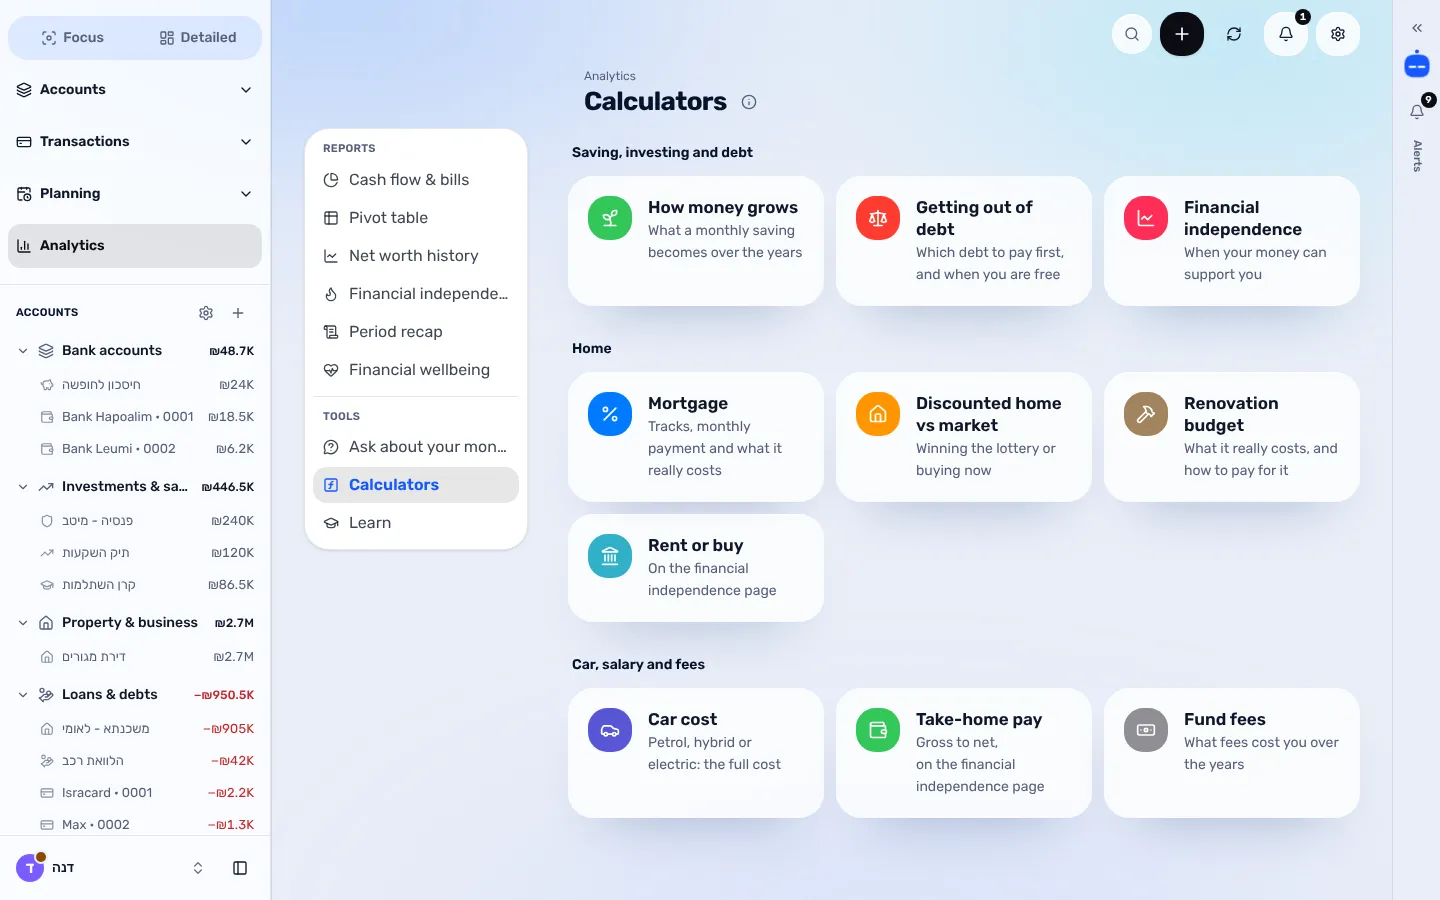 Focus
Detailed
Accounts
Transactions
Planning
Analytics
ACCOUNTS
Bank accounts
₪48.7K
חיסכון לחופשה
₪24K
Bank Hapoalim • 0001
₪18.5K
Bank Leumi • 0002
₪6.2K
Investments & sa…
₪446.5K
פנסיה - מיטב
₪240K
תיק השקעות
₪120K
קרן השתלמות
₪86.5K
Property & business
₪2.7M
דירת מגורים
₪2.7M
Loans & debts
−₪950.5K
משכנתא - לאומי
−₪905K
הלוואת רכב
−₪42K
Isracard • 0001
−₪2.2K
Max • 0002
−₪1.3K
ד
דנה
REPORTS
Cash flow & bills
Pivot table
Net worth history
Financial independe…
Period recap
Financial wellbeing
TOOLS
Ask about your mon…
Calculators
Learn
1
Analytics
Calculators
Saving, investing and debt
How money grows
What a monthly saving
becomes over the years
Getting out of
debt
Which debt to pay first,
and when you are free
Financial
independence
When your money can
support you
Home
Mortgage
Tracks, monthly
payment and what it
really costs
Discounted home
vs market
Winning the lottery or
buying now
Renovation
budget
What it really costs, and
how to pay for it
Rent or buy
On the financial
independence page
Car, salary and fees
Car cost
Petrol, hybrid or
electric: the full cost
Take-home pay
Gross to net,
on the financial
independence page
Fund fees
What fees cost you over
the years
9
Alerts